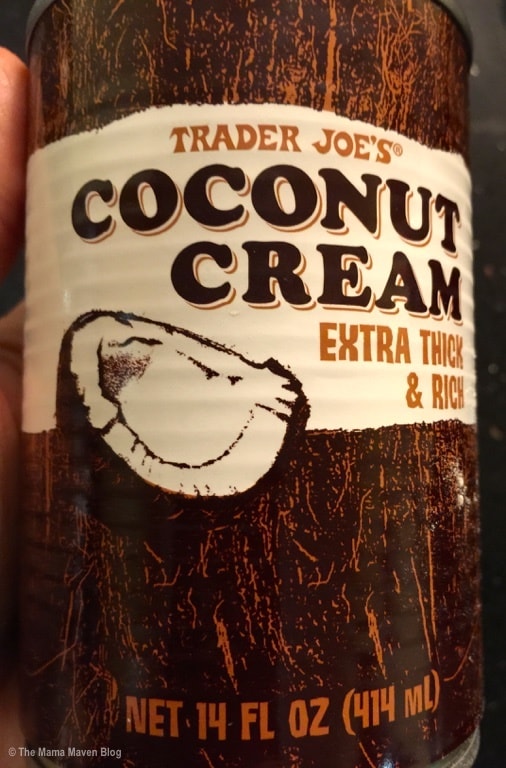 TRADER JOE'S®
COCONUT
CREAM
EXTRA THICK
& RICH
NET 14 FL OZ (414 mL)
© The Mama Maven Blog